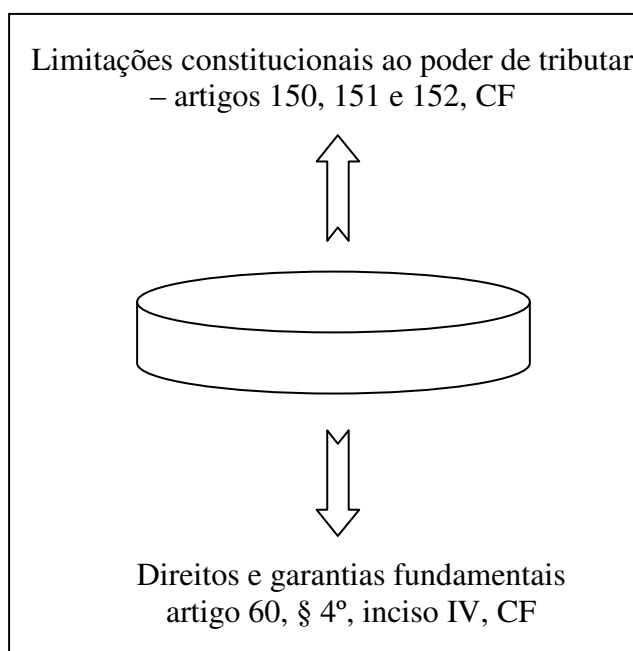 Limitações constitucionais ao poder de tributar
– artigos 150, 151 e 152, CF
Direitos e garantias fundamentais
artigo 60, § 4º, inciso IV, CF